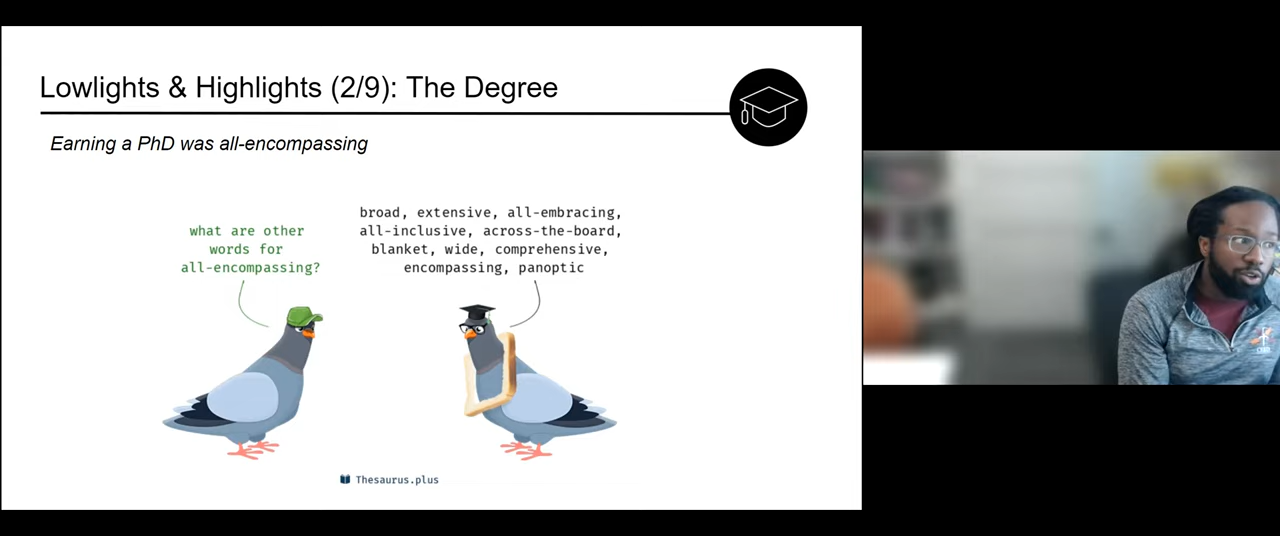 Lowlights & Highlights (2/9): The Degree
Earning a PhD was all-encompassing
what are other
words for
all-encompassing?
broad, extensive, all-embracing,
all-inclusive, across-the-board,
blanket, wide, comprehensive,
encompassing, panoptic
Thesaurus.plus